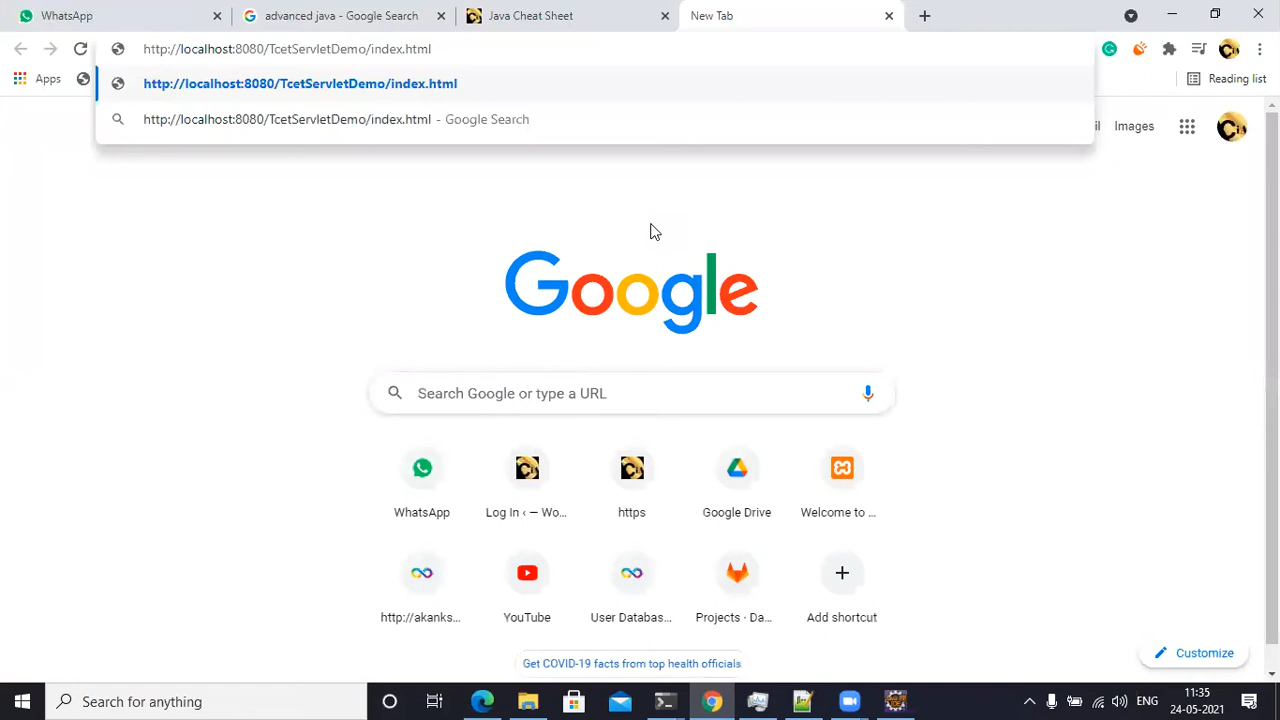 WhatsApp
advanced java - Google Search
Java Cheat Sheet
New Tab
http://localhost:8080/TcetServletDemo/index.html
Apps
http://localhost:8080/TcetServletDemo/index.html
Reading list
http://localhost:8080/TcetServletDemo/index.html - Google Search
il Images
Google
Search Google or type a URL
WhatsApp
Log In ‹ — Wo...
https
Google Drive
Welcome to ...
http://akanks...
YouTube
User Databas...
Projects · Da...
Add shortcut
Get COVID-19 facts from top health officials
Customize
Search for anything
ENG
11:35
24-05-2021